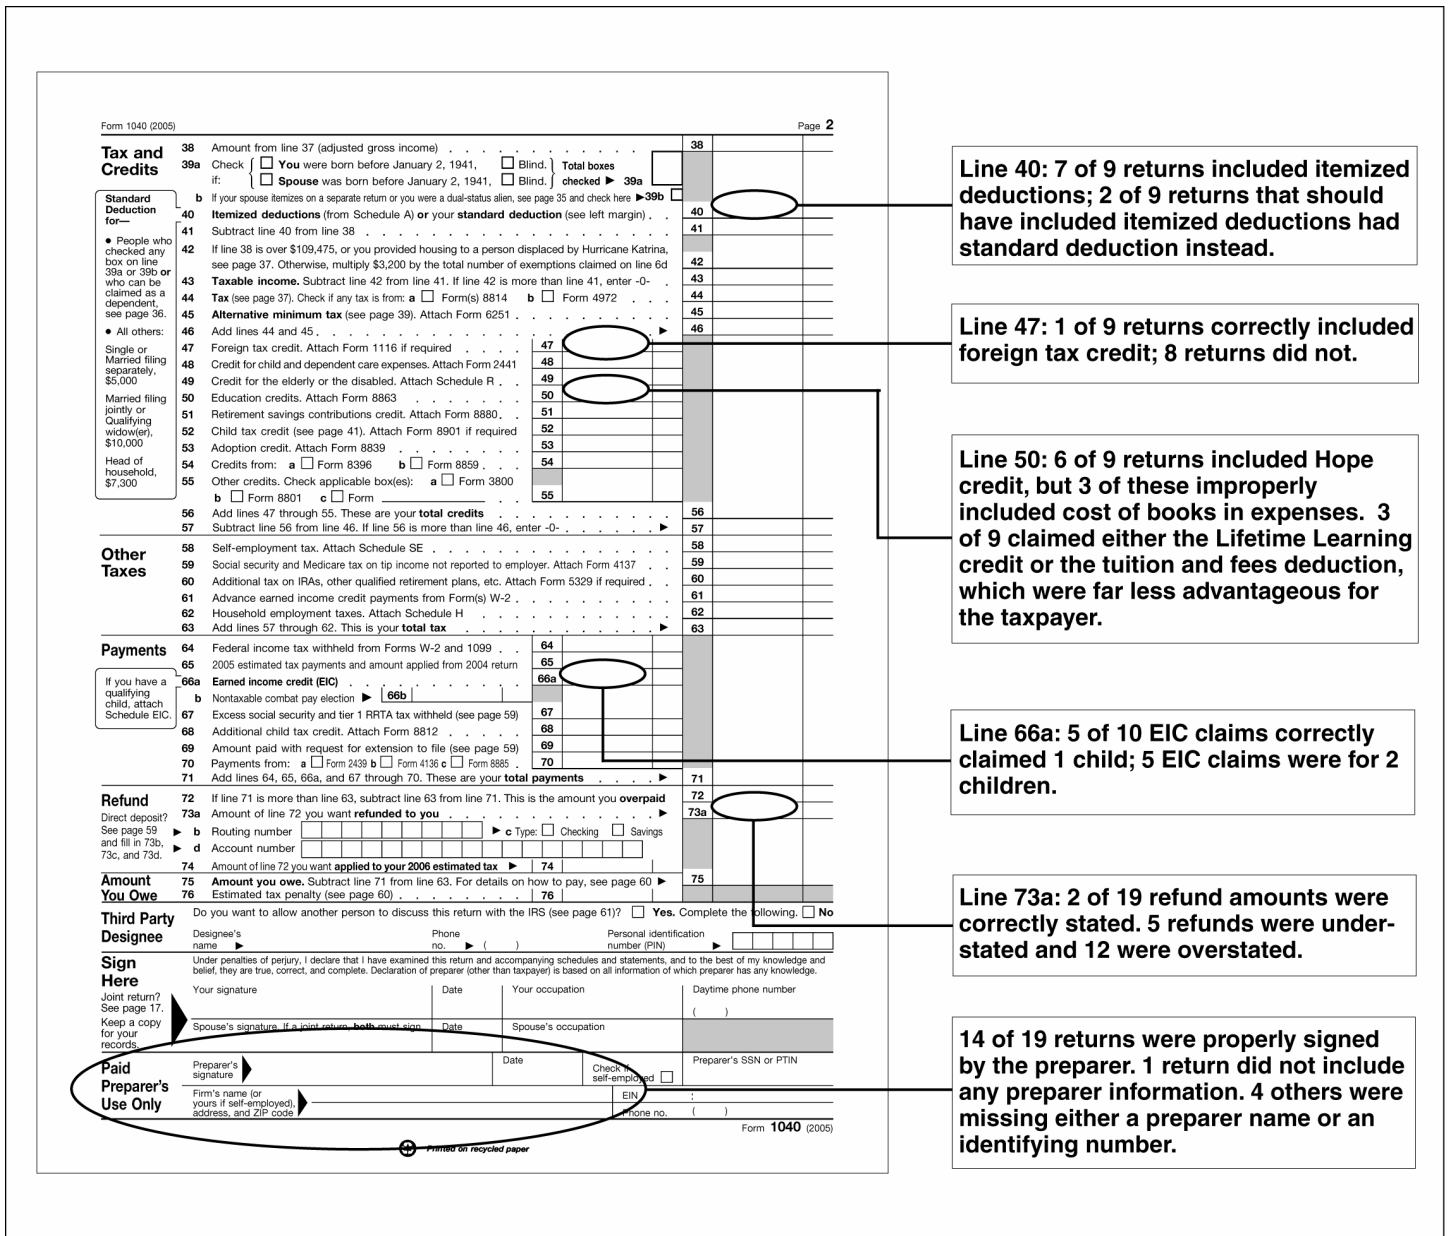 Form 1040 (2005) Page 2
Tax and Credits
38 Amount from line 37 (adjusted gross income) 38
39a Check if: { You were born before January 2, 1941, Blind. } Total boxes
Spouse was born before January 2, 1941, Blind. checked ▶ 39a
b If your spouse itemizes on a separate return or you were a dual-status alien, see page 35 and check here ▶39b
Standard
Deduction
for—
● People who
checked any
box on line
39a or 39b or
who can be
claimed as a
dependent,
see page 36.
● All others:
Single or
Married filing
separately,
$5,000
Married filing
jointly or
Qualifying
widow(er),
$10,000
Head of
household,
$7,300
40 Itemized deductions (from Schedule A) or your standard deduction (see left margin) . . 40
41 Subtract line 40 from line 38 41
42 If line 38 is over $109,475, or you provided housing to a person displaced by Hurricane Katrina,
see page 37. Otherwise, multiply $3,200 by the total number of exemptions claimed on line 6d 42
43 Taxable income. Subtract line 42 from line 41. If line 42 is more than line 41, enter -0- . 43
44 Tax (see page 37). Check if any tax is from: a Form(s) 8814 b Form 4972 . . . 44
45 Alternative minimum tax (see page 39). Attach Form 6251 45
46 Add lines 44 and 45 ▶ 46
47 Foreign tax credit. Attach Form 1116 if required . . . . 47
48 Credit for child and dependent care expenses. Attach Form 2441 48
49 Credit for the elderly or the disabled. Attach Schedule R . . 49
50 Education credits. Attach Form 8863 50
51 Retirement savings contributions credit. Attach Form 8880 . . 51
52 Child tax credit (see page 41). Attach Form 8901 if required 52
53 Adoption credit. Attach Form 8839 53
54 Credits from: a Form 8396 b Form 8859 . . . 54
55 Other credits. Check applicable box(es): a Form 3800
b Form 8801 c Form 55
56 Add lines 47 through 55. These are your total credits 56
57 Subtract line 56 from line 46. If line 56 is more than line 46, enter -0- ▶ 57
Other
Taxes
58 Self-employment tax. Attach Schedule SE 58
59 Social security and Medicare tax on tip income not reported to employer. Attach Form 4137 59
60 Additional tax on IRAs, other qualified retirement plans, etc. Attach Form 5329 if required . 60
61 Advance earned income credit payments from Form(s) W-2 61
62 Household employment taxes. Attach Schedule H 62
63 Add lines 57 through 62. This is your total tax ▶ 63
Payments
If you have a
qualifying
child, attach
Schedule EIC.
64 Federal income tax withheld from Forms W-2 and 1099 . . 64
65 2005 estimated tax payments and amount applied from 2004 return 65
66a Earned income credit (EIC) 66a
b Nontaxable combat pay election ▶ 66b
67 Excess social security and tier 1 RRTA tax withheld (see page 59) 67
68 Additional child tax credit. Attach Form 8812 68
69 Amount paid with request for extension to file (see page 59) 69
70 Payments from: a Form 2439 b Form 4136 c Form 8885 . 70
71 Add lines 64, 65, 66a, and 67 through 70. These are your total payments . . . . ▶ 71
Refund
Direct deposit?
See page 59
and fill in 73b,
73c, and 73d.
72 If line 71 is more than line 63, subtract line 63 from line 71. This is the amount you overpaid 72
73a Amount of line 72 you want refunded to you ▶ 73a
▶ b Routing number ▶ c Type: Checking Savings
▶ d Account number
74 Amount of line 72 you want applied to your 2006 estimated tax ▶ 74
Amount
You Owe
75 Amount you owe. Subtract line 71 from line 63. For details on how to pay, see page 60 ▶ 75
76 Estimated tax penalty (see page 60) 76
Third Party
Designee
Do you want to allow another person to discuss this return with the IRS (see page 61)? Yes. Complete the following. No
Designee's name ▶ Phone no. ▶ ( ) Personal identification number (PIN) ▶
Sign
Here
Joint return?
See page 17.
Keep a copy
for your
records.
Under penalties of perjury, I declare that I have examined this return and accompanying schedules and statements, and to the best of my knowledge and
belief, they are true, correct, and complete. Declaration of preparer (other than taxpayer) is based on all information of which preparer has any knowledge.
Your signature Date Your occupation Daytime phone number
( )
Spouse's signature. If a joint return, both must sign. Date Spouse's occupation
Paid
Preparer's
Use Only
Preparer's signature Date Check if self-employed Preparer's SSN or PTIN
Firm's name (or
yours if self-employed),
address, and ZIP code
EIN :
Phone no. ( )
Form 1040 (2005)
Printed on recycled paper
Line 40: 7 of 9 returns included itemized
deductions; 2 of 9 returns that should
have included itemized deductions had
standard deduction instead.
Line 47: 1 of 9 returns correctly included
foreign tax credit; 8 returns did not.
Line 50: 6 of 9 returns included Hope
credit, but 3 of these improperly
included cost of books in expenses. 3
of 9 claimed either the Lifetime Learning
credit or the tuition and fees deduction,
which were far less advantageous for
the taxpayer.
Line 66a: 5 of 10 EIC claims correctly
claimed 1 child; 5 EIC claims were for 2
children.
Line 73a: 2 of 19 refund amounts were
correctly stated. 5 refunds were under-
stated and 12 were overstated.
14 of 19 returns were properly signed
by the preparer. 1 return did not include
any preparer information. 4 others were
missing either a preparer name or an
identifying number.